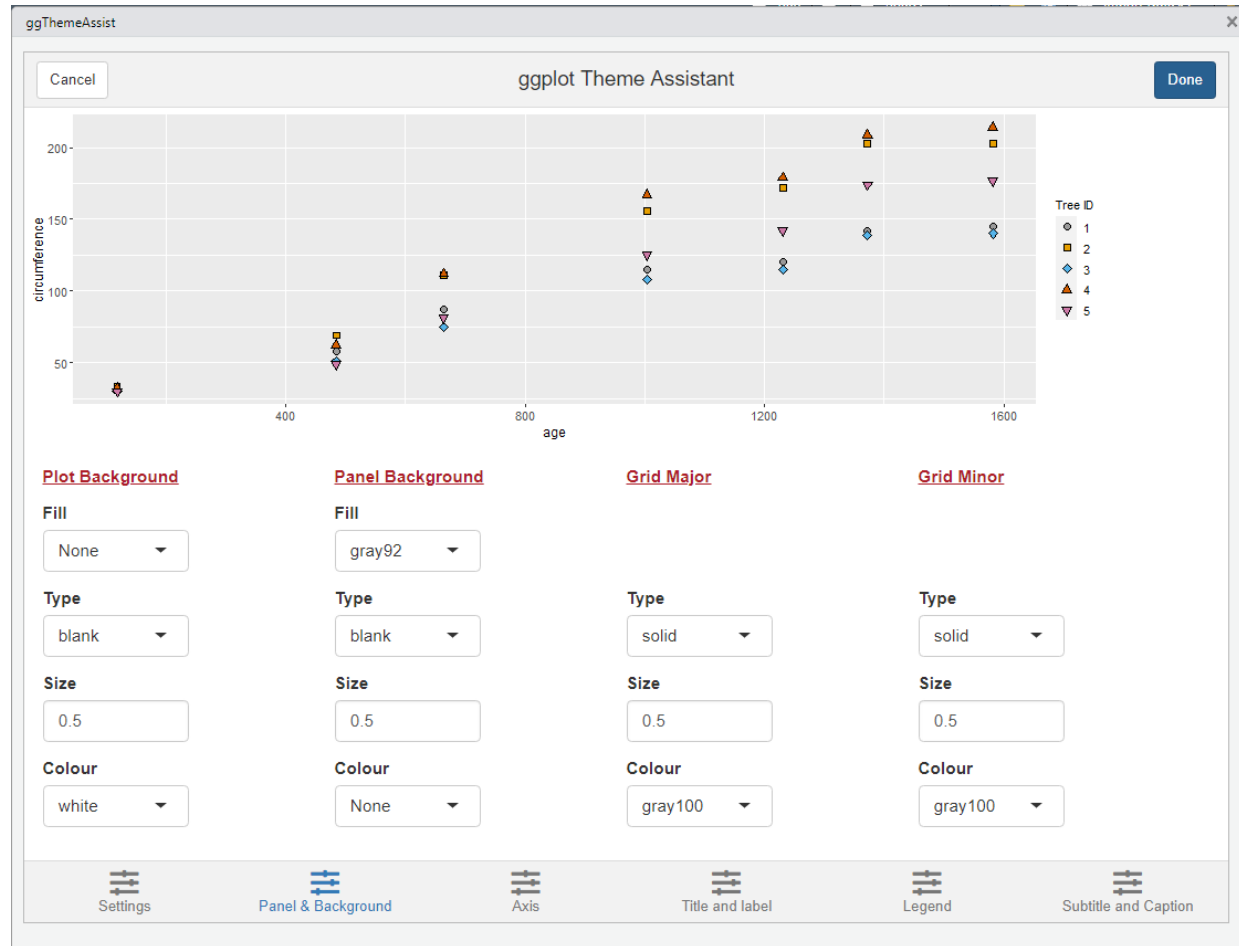 ggThemeAssist
Cancel
ggplot Theme Assistant
Done
200
150
100
50
circumference
400
800
1200
1600
age
Tree ID
1
2
3
4
5
Plot Background
Panel Background
Grid Major
Grid Minor
Fill
Fill
None
gray92
Type
Type
Type
Type
blank
blank
solid
solid
Size
Size
Size
Size
0.5
0.5
0.5
0.5
Colour
Colour
Colour
Colour
white
None
gray100
gray100
Settings
Panel & Background
Axis
Title and label
Legend
Subtitle and Caption